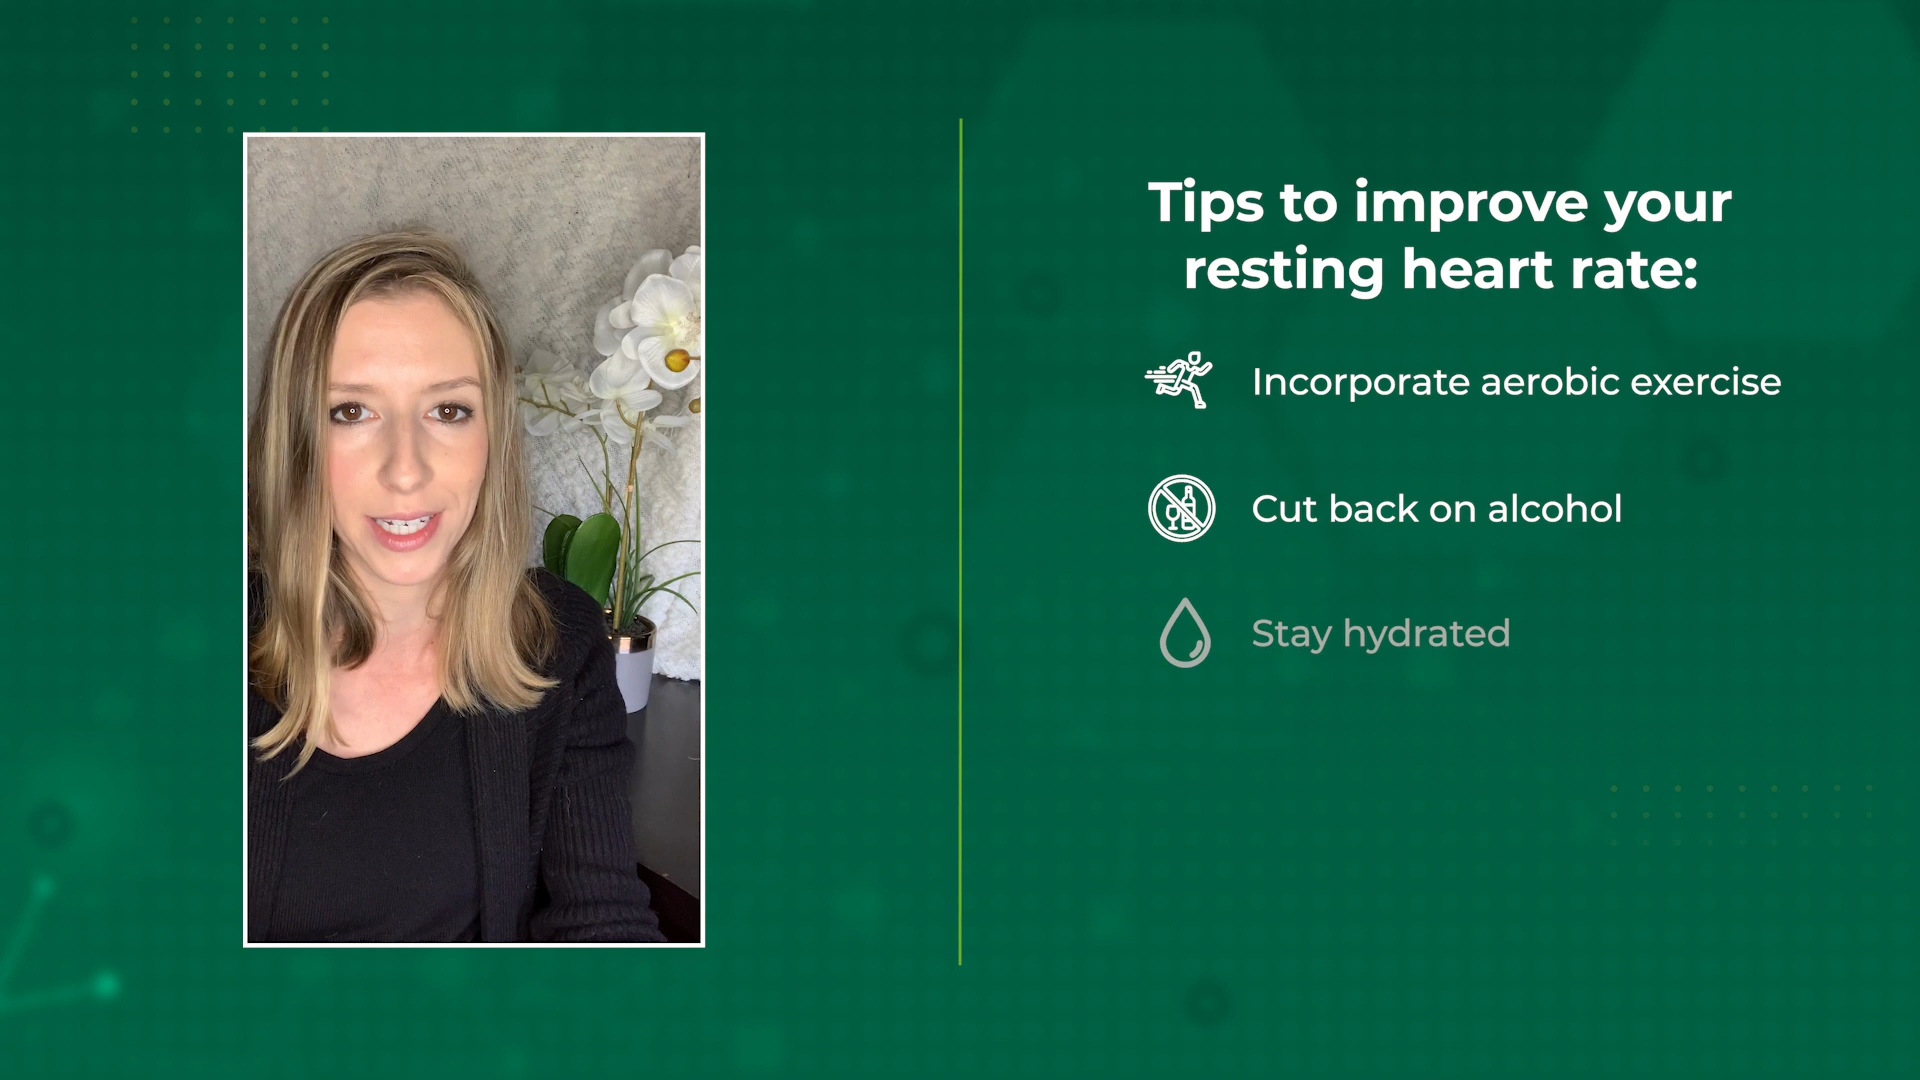 Tips to improve your
resting heart rate:
Incorporate aerobic exercise
Cut back on alcohol
Stay hydrated